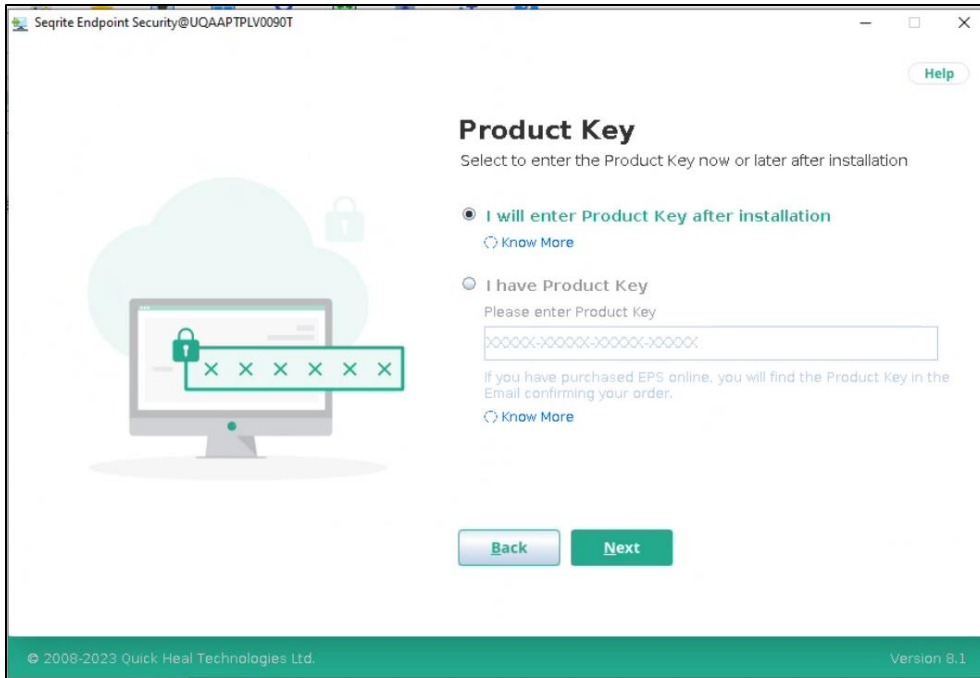 Seqrite Endpoint Security@UQAAPTPLV0090T
Help
Product Key
Select to enter the Product Key now or later after installation
I will enter Product Key after installation
Know More
I have Product Key
Please enter Product Key
XXXXX-XXXXX-XXXXX-XXXXX
If you have purchased EPS online, you will find the Product Key in the
Email confirming your order.
Know More
Back
Next
© 2008-2023 Quick Heal Technologies Ltd.
Version 8.1